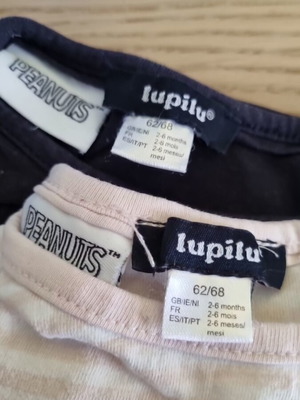 PEANUTS™
lupilu®
62/68
GB/IE/NI 2-6 months
FR 2-6 mois
ES/IT/PT 2-6 meses/
mesi
PEANUTS™
lupilu
62/68
GB/IE/NI 2-6 months
FR 2-6 mois
ES/IT/PT 2-6 meses/
mesi